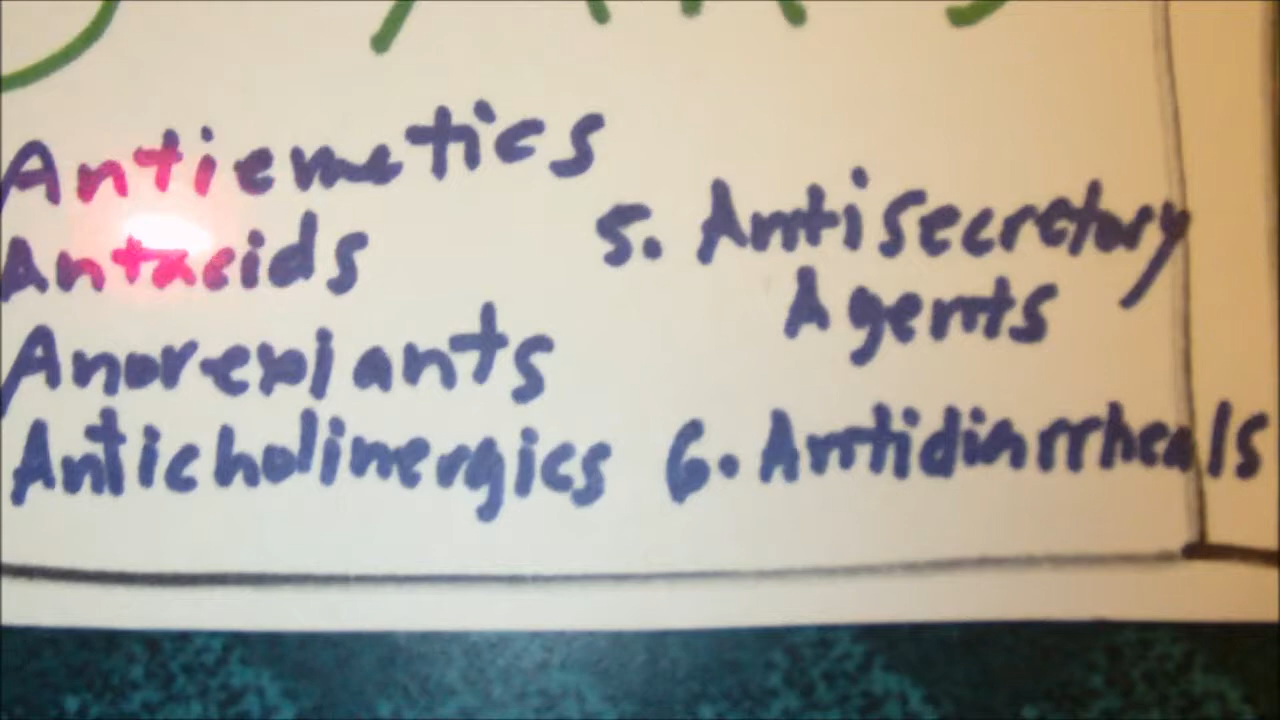 Antiemetics
Antacids
Anorexiants
Anticholinergics
5. Antisecretory
Agents
6. Antidiarrheals